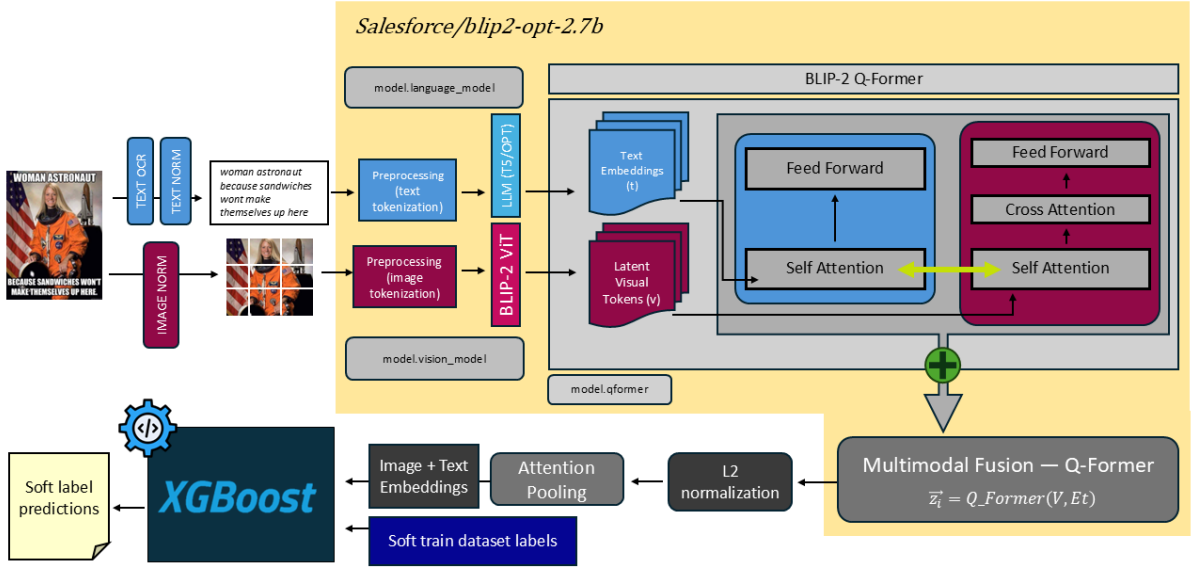 Salesforce/blip2-opt-2.7b
model.language_model
BLIP-2 Q-Former
WOMAN ASTRONAUT
BECAUSE SANDWICHES WON'T
MAKE THEMSELVES UP HERE.
TEXT OCR
TEXT NORM
woman astronaut
because sandwiches
wont make
themselves up here
Preprocessing
(text
tokenization)
LLM (T5/OPT)
Text
Embeddings
(t)
Feed Forward
Self Attention
Feed Forward
Cross Attention
Self Attention
IMAGE NORM
Preprocessing
(image
tokenization)
BLIP-2 ViT
Latent
Visual
Tokens (v)
model.vision_model
model.qformer
Multimodal Fusion — Q-Former
$\overrightarrow{z_i} = Q\_Former(V, Et)$
L2
normalization
Attention
Pooling
Image + Text
Embeddings
Soft train dataset labels
</>
XGBoost
Soft label
predictions